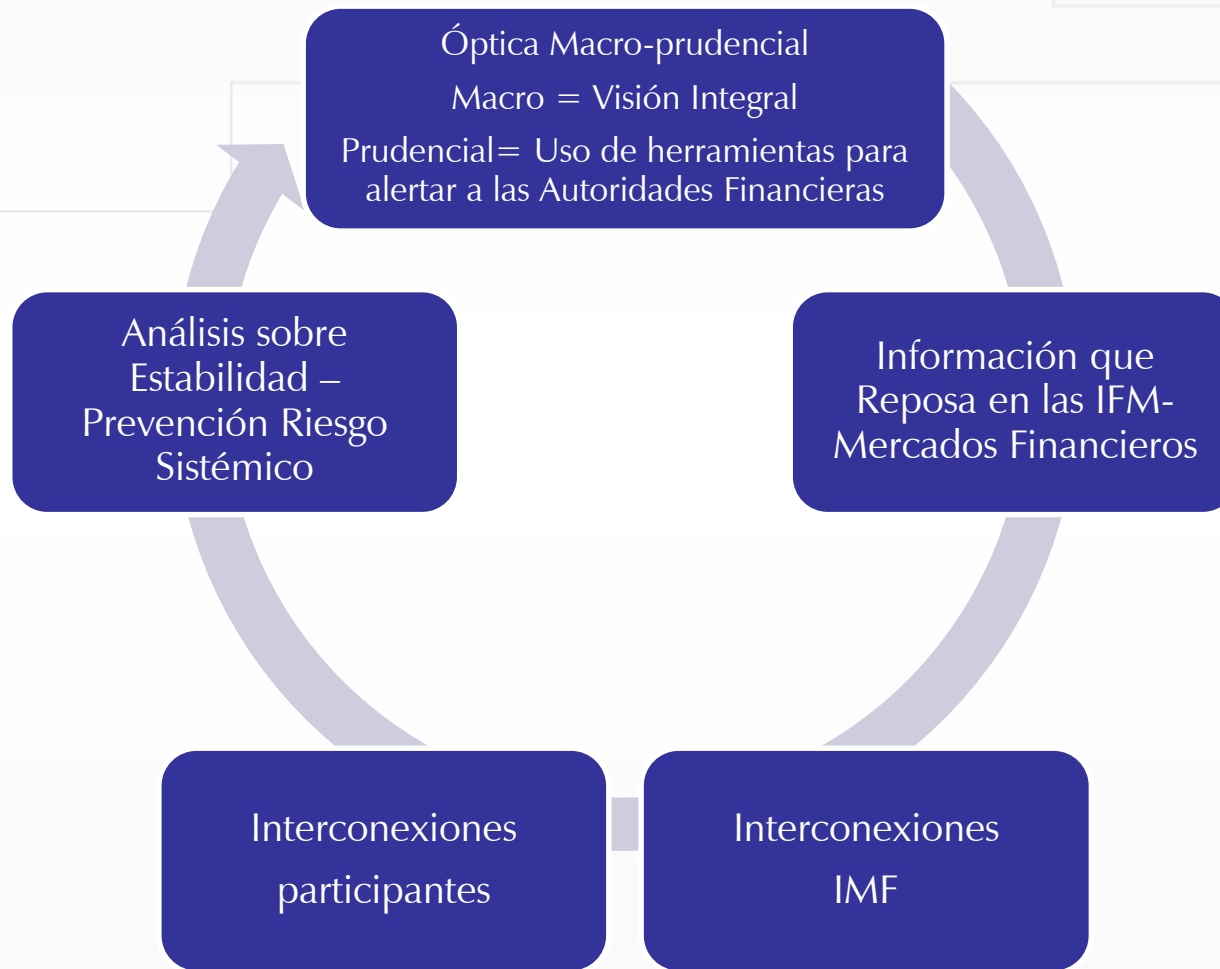 Óptica Macro-prudencial
Macro = Visión Integral
Prudencial= Uso de herramientas para
alertar a las Autoridades Financieras
Información que
Reposa en las IFM-
Mercados Financieros
Interconexiones
IMF
Interconexiones
participantes
Análisis sobre
Estabilidad –
Prevención Riesgo
Sistémico